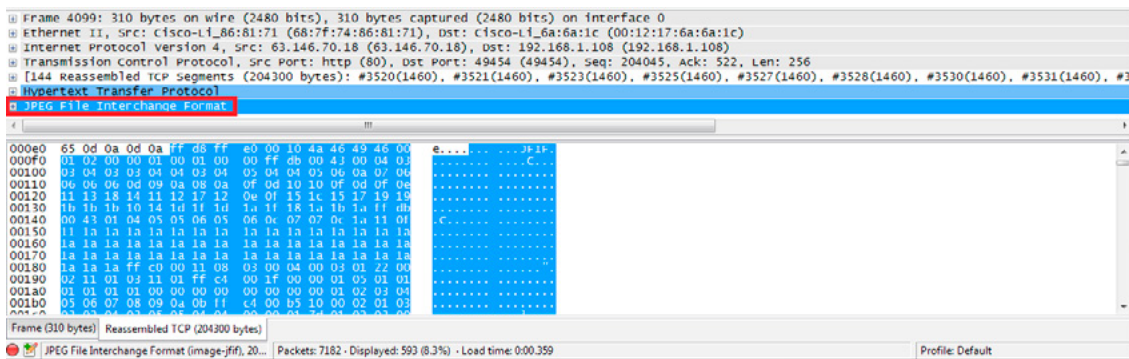 Frame 4099: 310 bytes on wire (2480 bits), 310 bytes captured (2480 bits) on interface 0
Ethernet II, Src: Cisco-Li_86:81:71 (68:7f:74:86:81:71), Dst: Cisco-Li_6a:6a:1c (00:12:17:6a:6a:1c)
Internet Protocol Version 4, Src: 63.146.70.18 (63.146.70.18), Dst: 192.168.1.108 (192.168.1.108)
Transmission Control Protocol, Src Port: http (80), Dst Port: 49454 (49454), Seq: 204045, Ack: 522, Len: 256
[144 Reassembled TCP Segments (204300 bytes): #3520(1460), #3521(1460), #3523(1460), #3525(1460), #3527(1460), #3528(1460), #3530(1460), #3531(1460), #3
Hypertext Transfer Protocol
JPEG File Interchange Format
000e0 65 0d 0a 0d 0a ff d8 ff e0 00 10 4a 46 49 46 00 e....... ...JFIF.
000f0 01 02 00 00 01 00 01 00 00 ff db 00 43 00 04 03 ........ ....C...
00100 03 04 03 03 04 04 03 04 05 04 04 05 06 0a 07 06 ........ ........
00110 06 06 06 0d 09 0a 08 0a 0f 0d 10 10 0f 0d 0f 0e ........ ........
00120 11 13 18 14 11 12 17 12 0e 0f 15 1c 15 17 19 19 ........ ........
00130 1b 1b 1b 10 14 1d 1f 1d 1a 1f 18 1a 1b 1a ff db ........ ........
00140 00 43 01 04 05 05 06 05 06 0c 07 07 0c 1a 11 0f .C...... ........
00150 11 1a 1a 1a 1a 1a 1a 1a 1a 1a 1a 1a 1a 1a 1a 1a ........ ........
00160 1a 1a 1a 1a 1a 1a 1a 1a 1a 1a 1a 1a 1a 1a 1a 1a ........ ........
00170 1a 1a 1a 1a 1a 1a 1a 1a 1a 1a 1a 1a 1a 1a 1a 1a ........ ........
00180 1a 1a 1a ff c0 00 11 08 03 00 04 00 03 01 22 00 ........ ......".
00190 02 11 01 03 11 01 ff c4 00 1f 00 00 01 05 01 01 ........ ........
001a0 01 01 01 01 00 00 00 00 00 00 00 00 01 02 03 04 ........ ........
001b0 05 06 07 08 09 0a 0b ff c4 00 b5 10 00 02 01 03 ........ ........
Frame (310 bytes) Reassembled TCP (204300 bytes)
JPEG File Interchange Format (image-jfif), 20... Packets: 7182 · Displayed: 593 (8.3%) · Load time: 0:00.359 Profile: Default